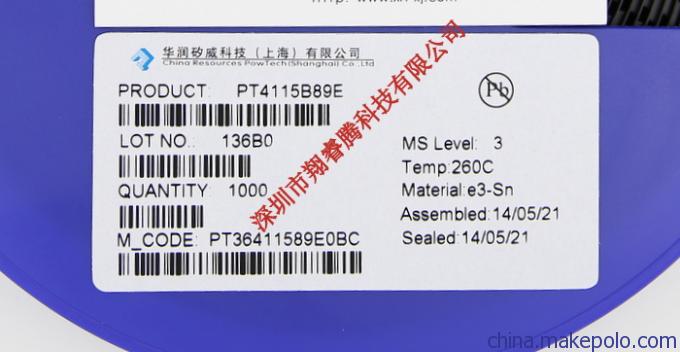 华润矽威科技（上海）有限公司
China Resources PowTech(Shanghai) Co.,Ltd
PRODUCT: PT4115B89E
Pb
LOT NO.: 136B0
MS Level: 3
Temp:260C
QUANTITY: 1000
Material:e3-Sn
Assembled:14/05/21
M_CODE: PT36411589E0BC
Sealed:14/05/21
深圳市翔睿腾科技有限公司
china.makepolo.com